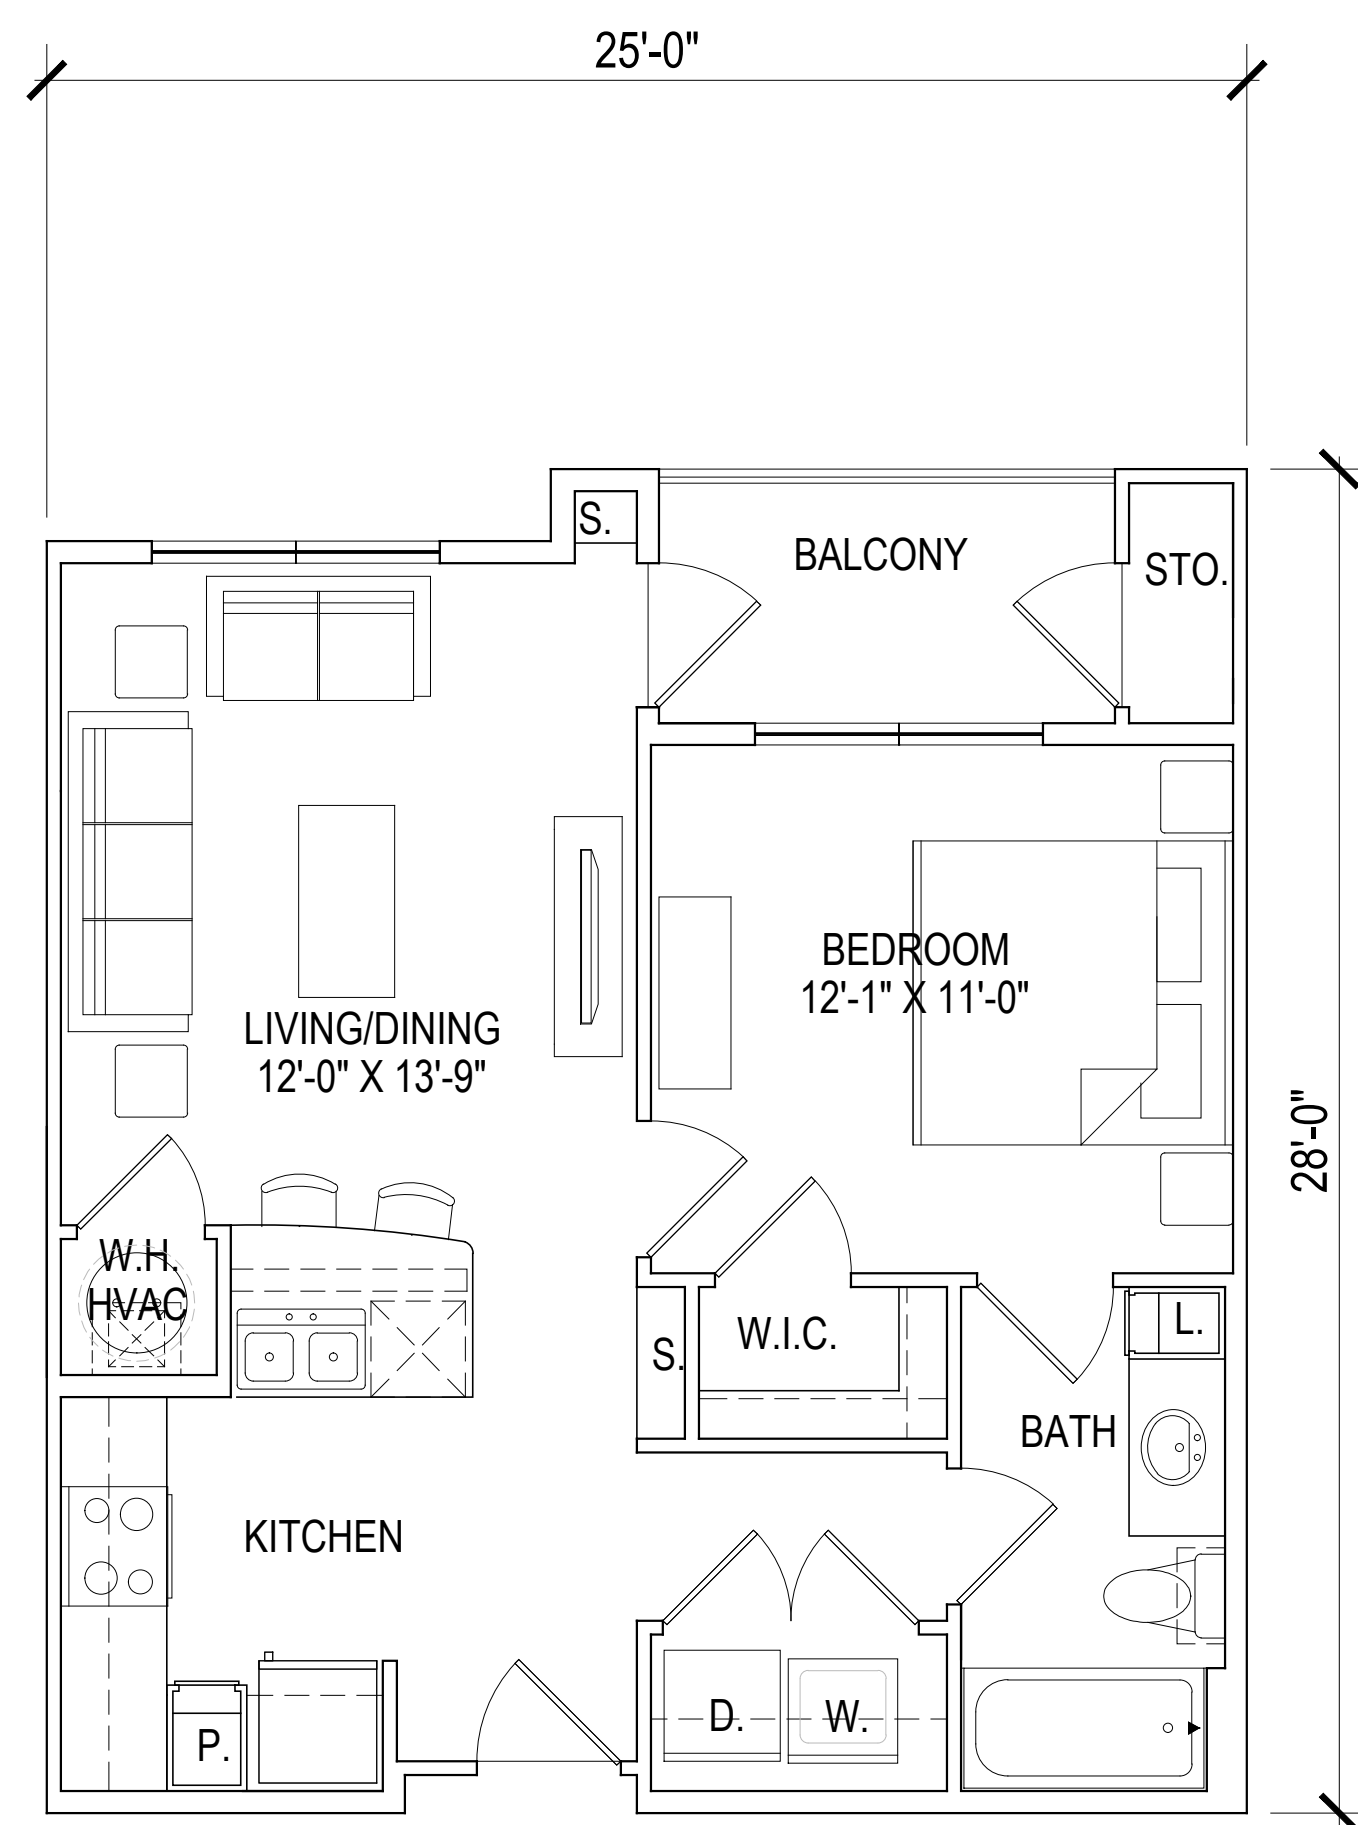 25'-0"
S.
BALCONY
STO.
BEDROOM
12'-1" X 11'-0"
LIVING/DINING
12'-0" X 13'-9"
28'-0"
W.H.
HVAC
L.
W.I.C.
S.
BATH
KITCHEN
D.
W.
P.